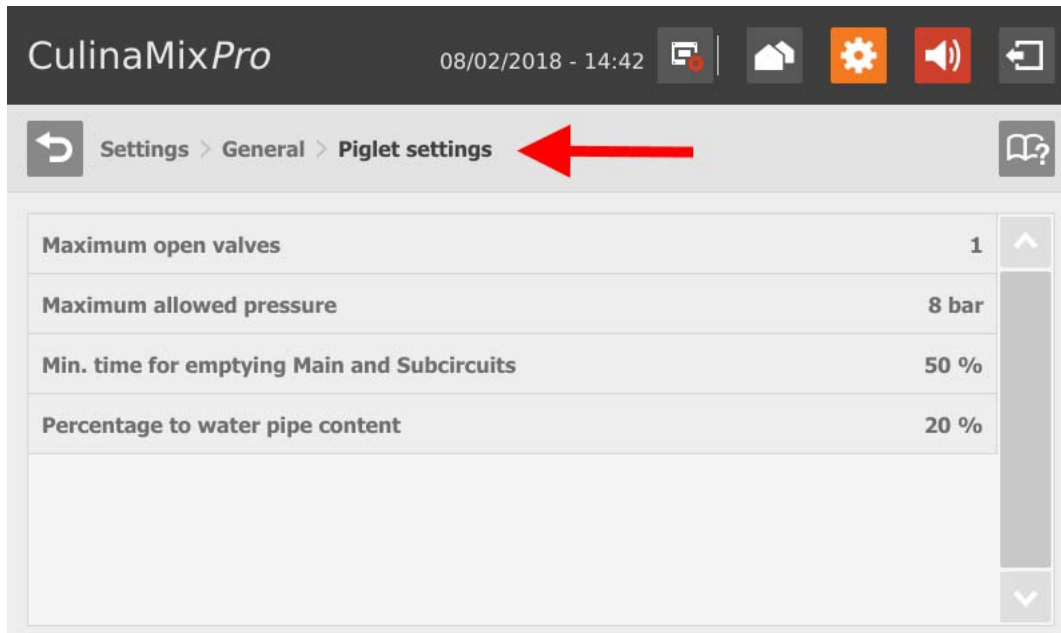 CulinaMixPro 08/02/2018 - 14:42
Settings > General > Piglet settings
?
Maximum open valves 1
Maximum allowed pressure 8 bar
Min. time for emptying Main and Subcircuits 50 %
Percentage to water pipe content 20 %